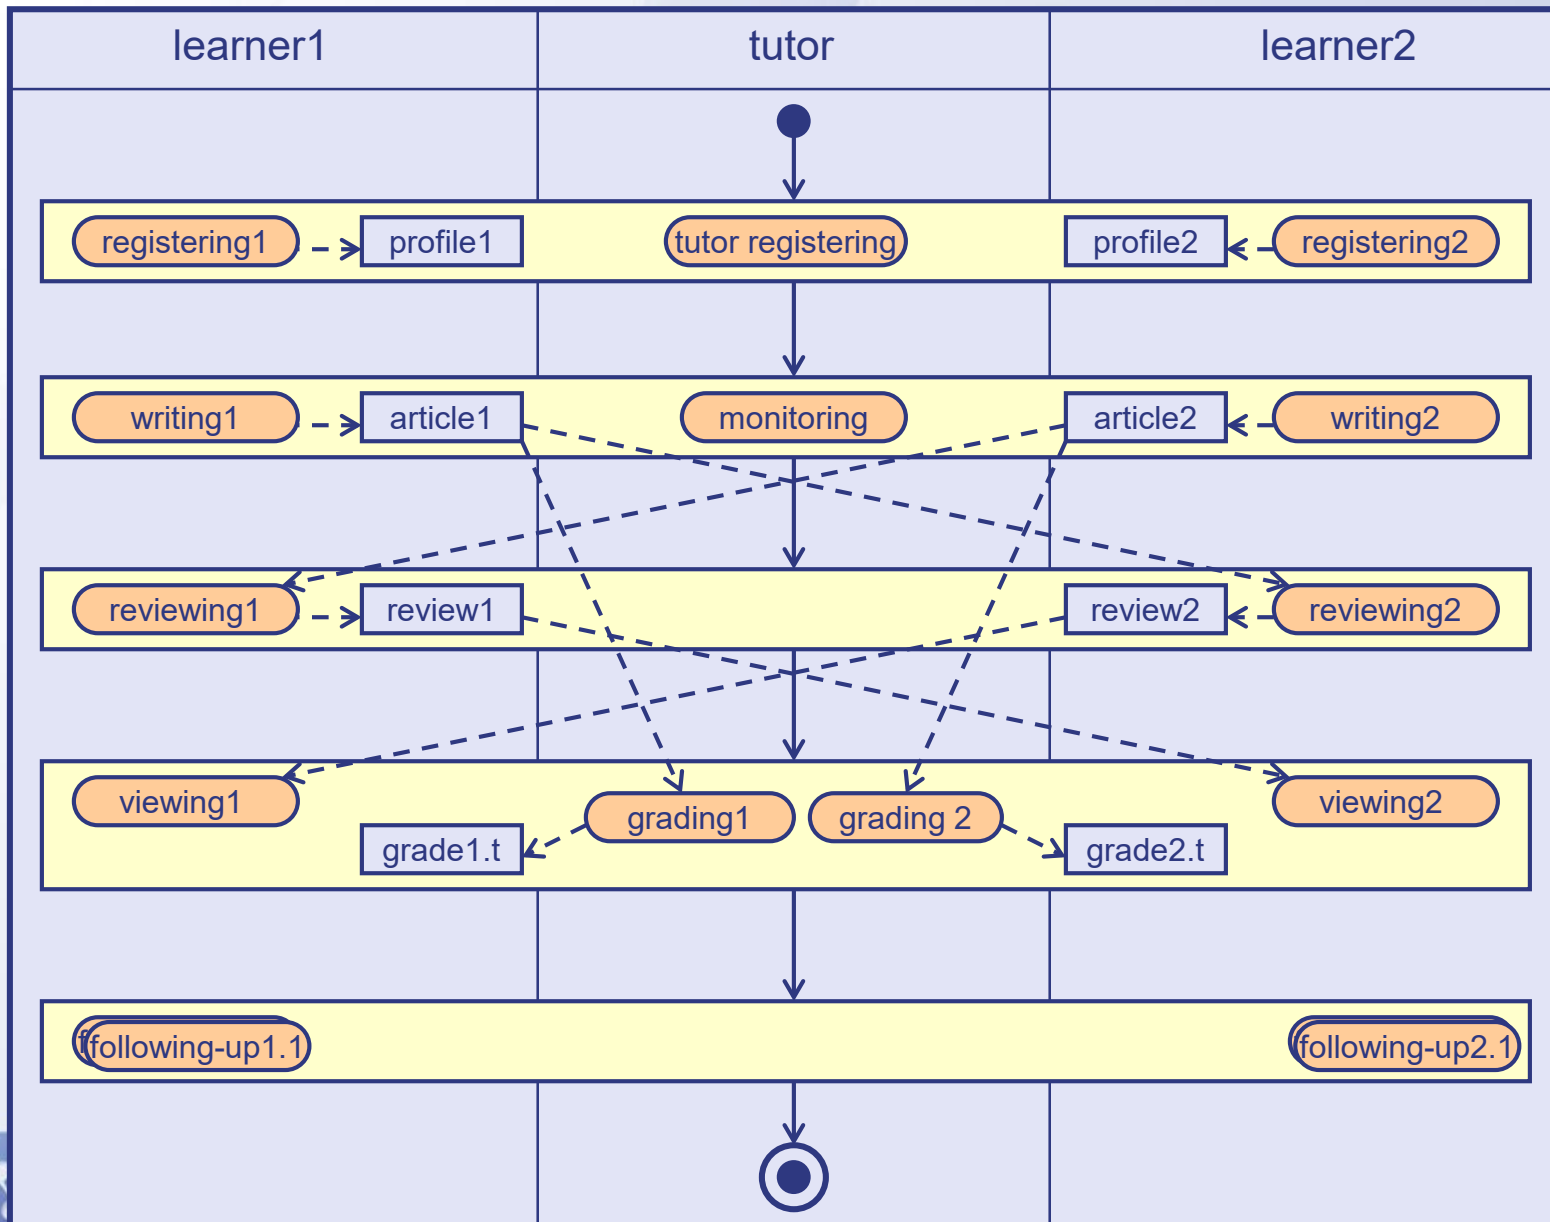 learner1
tutor
learner2
registering1
profile1
tutor registering
profile2
registering2
writing1
article1
monitoring
article2
writing2
reviewing1
review1
review2
reviewing2
viewing1
grading1
grading 2
viewing2
grade1.t
grade2.t
following-up1.1
following-up2.1